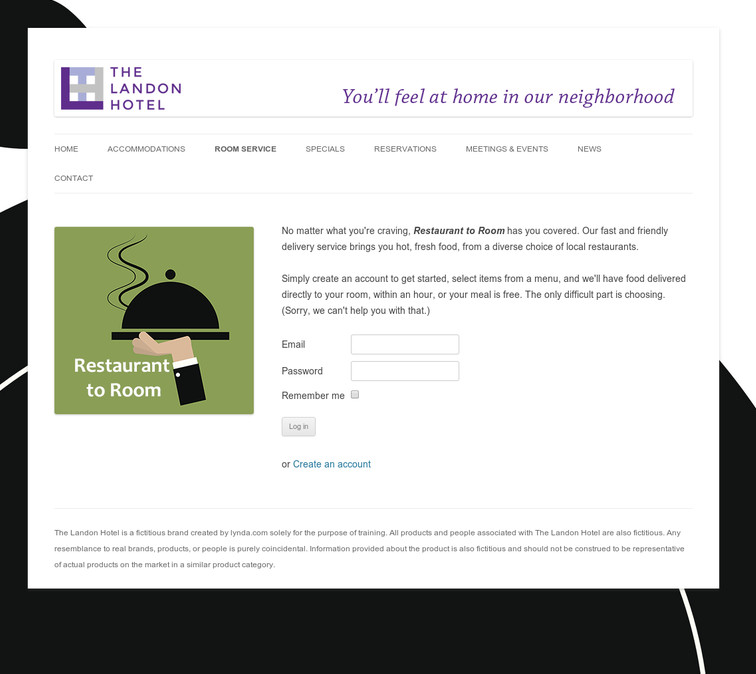 THE
LANDON
HOTEL
You'll feel at home in our neighborhood
HOME ACCOMMODATIONS ROOM SERVICE SPECIALS RESERVATIONS MEETINGS & EVENTS NEWS
CONTACT
Restaurant
to Room
No matter what you're craving, Restaurant to Room has you covered. Our fast and friendly
delivery service brings you hot, fresh food, from a diverse choice of local restaurants.
Simply create an account to get started, select items from a menu, and we'll have food delivered
directly to your room, within an hour, or your meal is free. The only difficult part is choosing.
(Sorry, we can't help you with that.)
Email
Password
Remember me
Log in
or Create an account
The Landon Hotel is a fictitious brand created by lynda.com solely for the purpose of training. All products and people associated with The Landon Hotel are also fictitious. Any
resemblance to real brands, products, or people is purely coincidental. Information provided about the product is also fictitious and should not be construed to be representative
of actual products on the market in a similar product category.